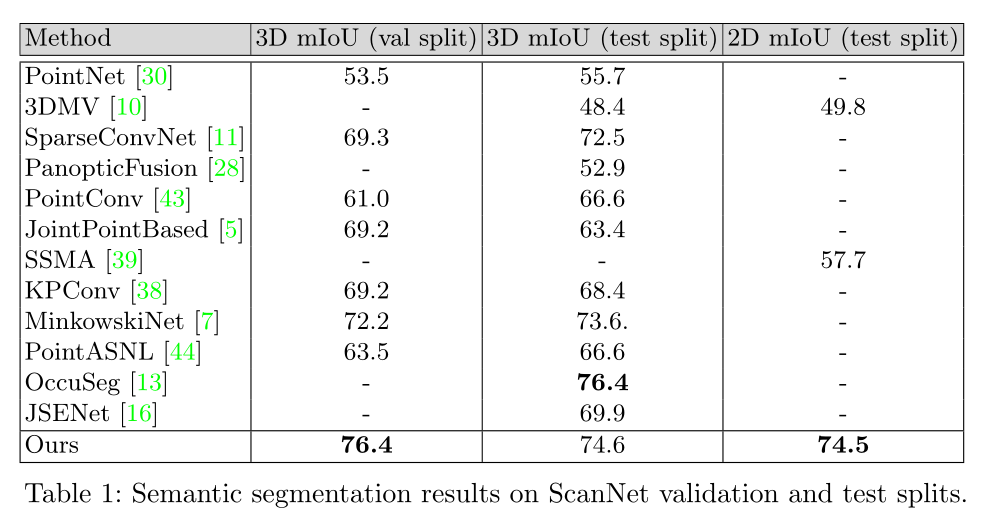 Method 3D mIoU (val split) 3D mIoU (test split) 2D mIoU (test split)
PointNet [30] 53.5 55.7 -
3DMV [10] - 48.4 49.8
SparseConvNet [11] 69.3 72.5 -
PanopticFusion [28] - 52.9 -
PointConv [43] 61.0 66.6 -
JointPointBased [5] 69.2 63.4 -
SSMA [39] - - 57.7
KPConv [38] 69.2 68.4 -
MinkowskiNet [7] 72.2 73.6. -
PointASNL [44] 63.5 66.6 -
OccuSeg [13] - 76.4 -
JSENet [16] - 69.9 -
Ours 76.4 74.6 74.5
Table 1: Semantic segmentation results on ScanNet validation and test splits.